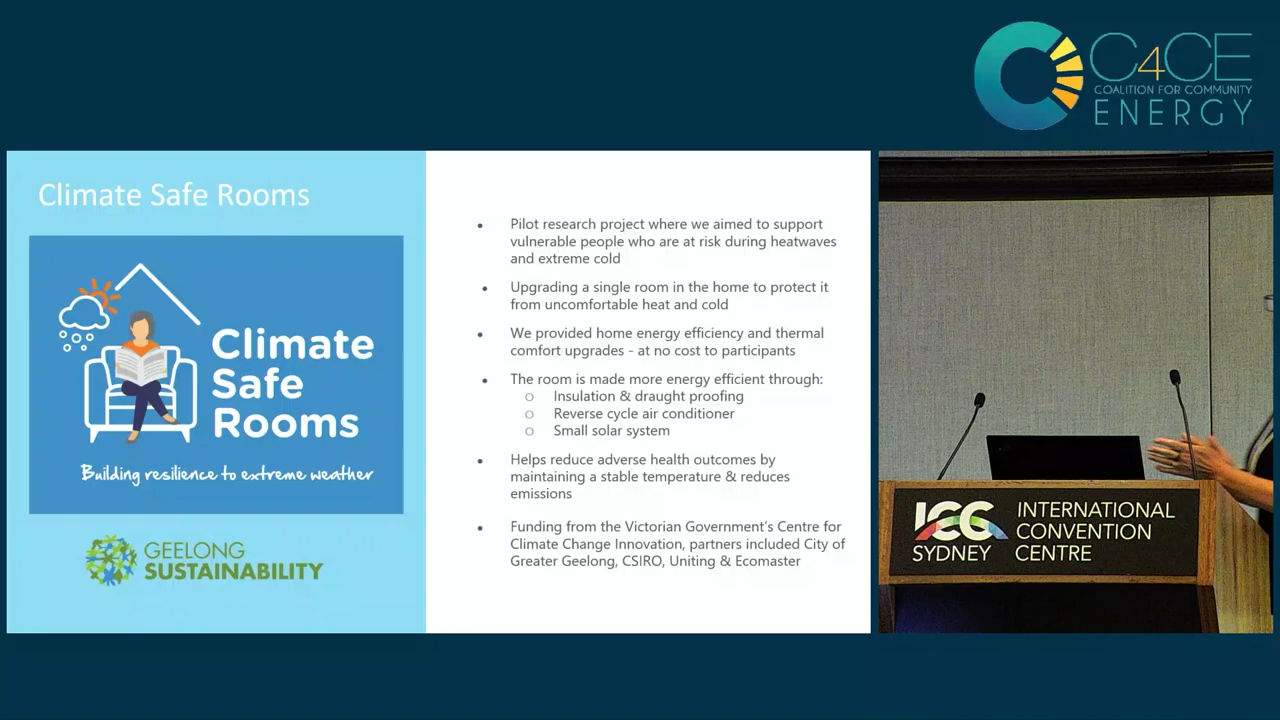 C4CE
COALITION FOR COMMUNITY
ENERGY
Climate Safe Rooms
Climate
Safe
Rooms
Building resilience to extreme weather
GEELONG
SUSTAINABILITY
• Pilot research project where we aimed to support
vulnerable people who are at risk during heatwaves
and extreme cold
• Upgrading a single room in the home to protect it
from uncomfortable heat and cold
• We provided home energy efficiency and thermal
comfort upgrades - at no cost to participants
• The room is made more energy efficient through:
○ Insulation & draught proofing
○ Reverse cycle air conditioner
○ Small solar system
• Helps reduce adverse health outcomes by
maintaining a stable temperature & reduces
emissions
• Funding from the Victorian Government's Centre for
Climate Change Innovation, partners included City of
Greater Geelong, CSIRO, Uniting & Ecomaster
ICC
SYDNEY
INTERNATIONAL
CONVENTION
CENTRE